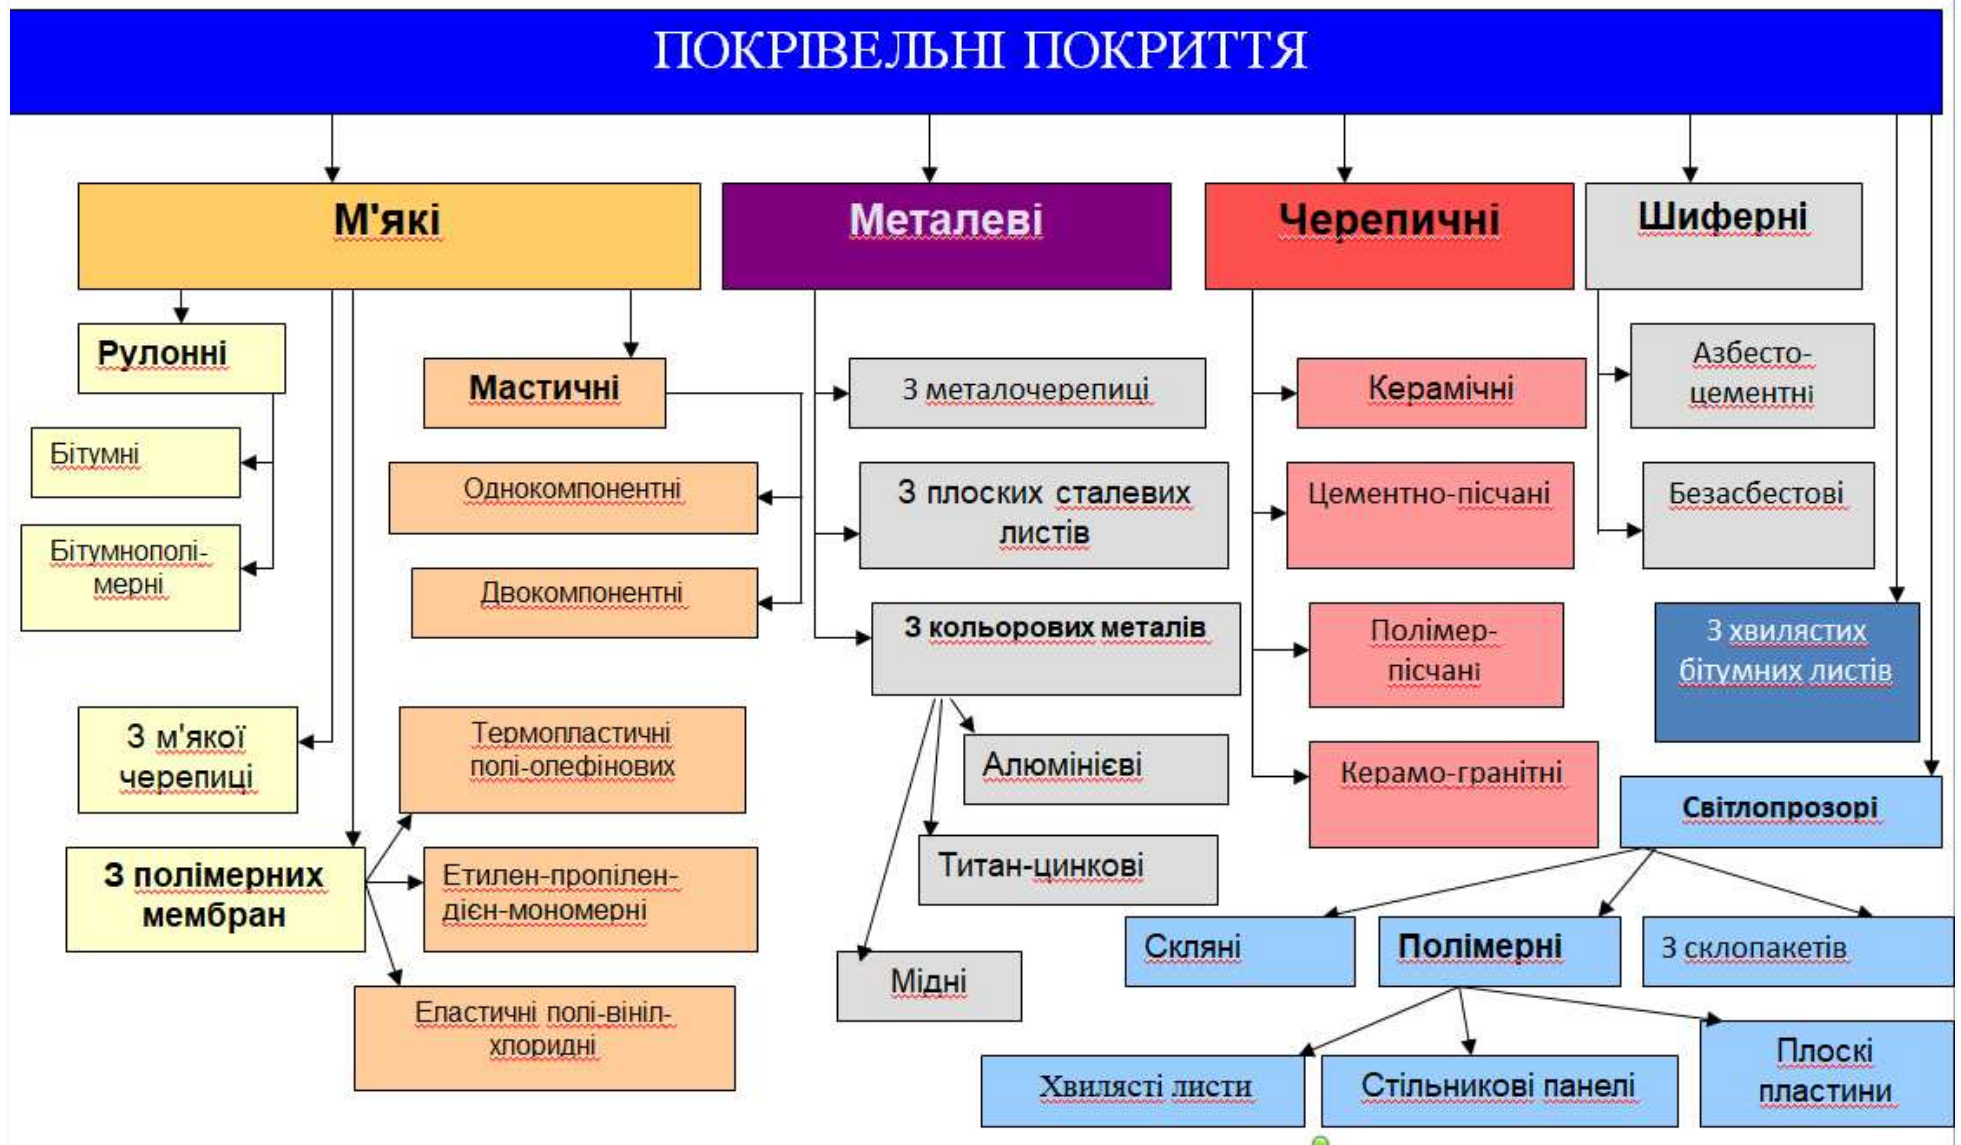 ПОКРІВЕЛЬНІ ПОКРИТТЯ
М'які
Металеві
Черепичні
Шиферні
Рулонні
Бітумні
Бітумнополі-
мерні
З м'якої
черепиці
З полімерних
мембран
Мастичні
Однокомпонентні
Двокомпонентні
Термопластичні
полі-олефінових
Етилен-пропілен-
дієн-мономерні
Еластичні полі-вініл-
хлоридні
З металочерепиці
З плоских сталевих
листів
З кольорових металів
Алюмінієві
Титан-цинкові
Мідні
Керамічні
Цементно-пісчані
Полімер-
пісчані
Керамо-гранітні
Азбесто-
цементні
Безасбестові
З хвилястих
бітумних листів
Світлопрозорі
Скляні
Полімерні
З склопакетів
Хвилясті листи
Стільникові панелі
Плоскі
пластини